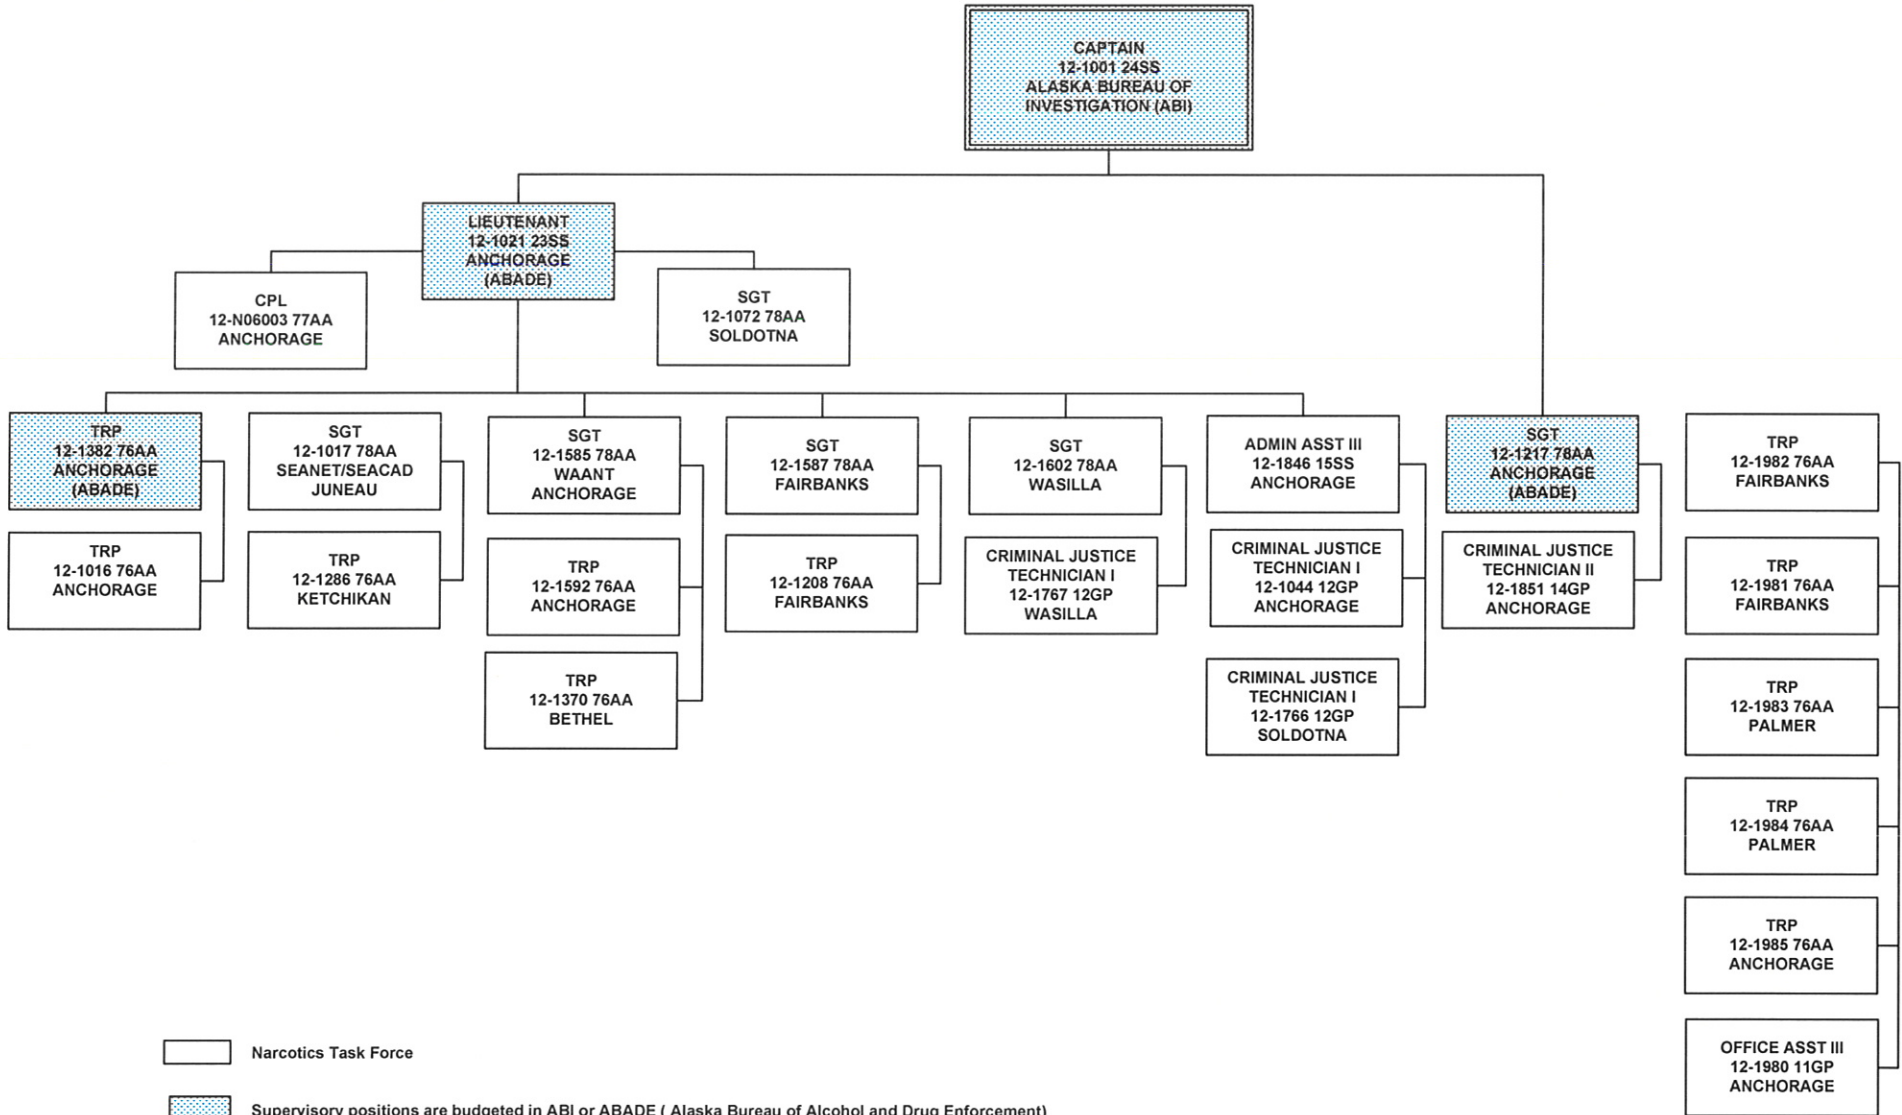 CAPTAIN
12-1001 24SS
ALASKA BUREAU OF
INVESTIGATION (ABI)
LIEUTENANT
12-1021 23SS
ANCHORAGE
(ABADE)
CPL
12-N06003 77AA
ANCHORAGE
SGT
12-1072 78AA
SOLDOTNA
TRP
12-1382 76AA
ANCHORAGE
(ABADE)
TRP
12-1016 76AA
ANCHORAGE
SGT
12-1017 78AA
SEANET/SEACAD
JUNEAU
TRP
12-1286 76AA
KETCHIKAN
SGT
12-1585 78AA
WAANT
ANCHORAGE
TRP
12-1592 76AA
ANCHORAGE
TRP
12-1370 76AA
BETHEL
SGT
12-1587 78AA
FAIRBANKS
TRP
12-1208 76AA
FAIRBANKS
SGT
12-1602 78AA
WASILLA
CRIMINAL JUSTICE
TECHNICIAN I
12-1767 12GP
WASILLA
ADMIN ASST III
12-1846 15SS
ANCHORAGE
CRIMINAL JUSTICE
TECHNICIAN I
12-1044 12GP
ANCHORAGE
CRIMINAL JUSTICE
TECHNICIAN I
12-1766 12GP
SOLDOTNA
SGT
12-1217 78AA
ANCHORAGE
(ABADE)
CRIMINAL JUSTICE
TECHNICIAN II
12-1851 14GP
ANCHORAGE
TRP
12-1982 76AA
FAIRBANKS
TRP
12-1981 76AA
FAIRBANKS
TRP
12-1983 76AA
PALMER
TRP
12-1984 76AA
PALMER
TRP
12-1985 76AA
ANCHORAGE
OFFICE ASST III
12-1980 11GP
ANCHORAGE
Narcotics Task Force
Supervisory positions are budgeted in ABI or ABADE ( Alaska Bureau of Alcohol and Drug Enforcement)